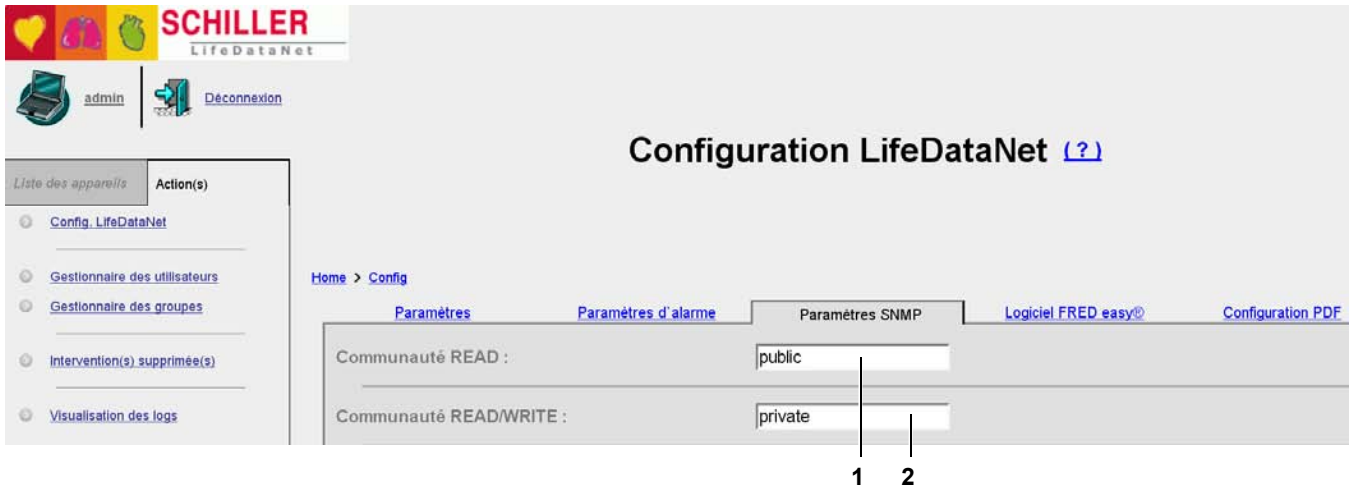 SCHILLER
LifeDataNet
admin
Déconnexion
Configuration LifeDataNet (?)
Liste des appareils
Action(s)
Config. LifeDataNet
Gestionnaire des utilisateurs
Gestionnaire des groupes
Intervention(s) supprimée(s)
Visualisation des logs
Home > Config
Paramètres
Paramètres d'alarme
Paramètres SNMP
Logiciel FRED easy®
Configuration PDF
Communauté READ :
public
Communauté READ/WRITE :
private
1
2